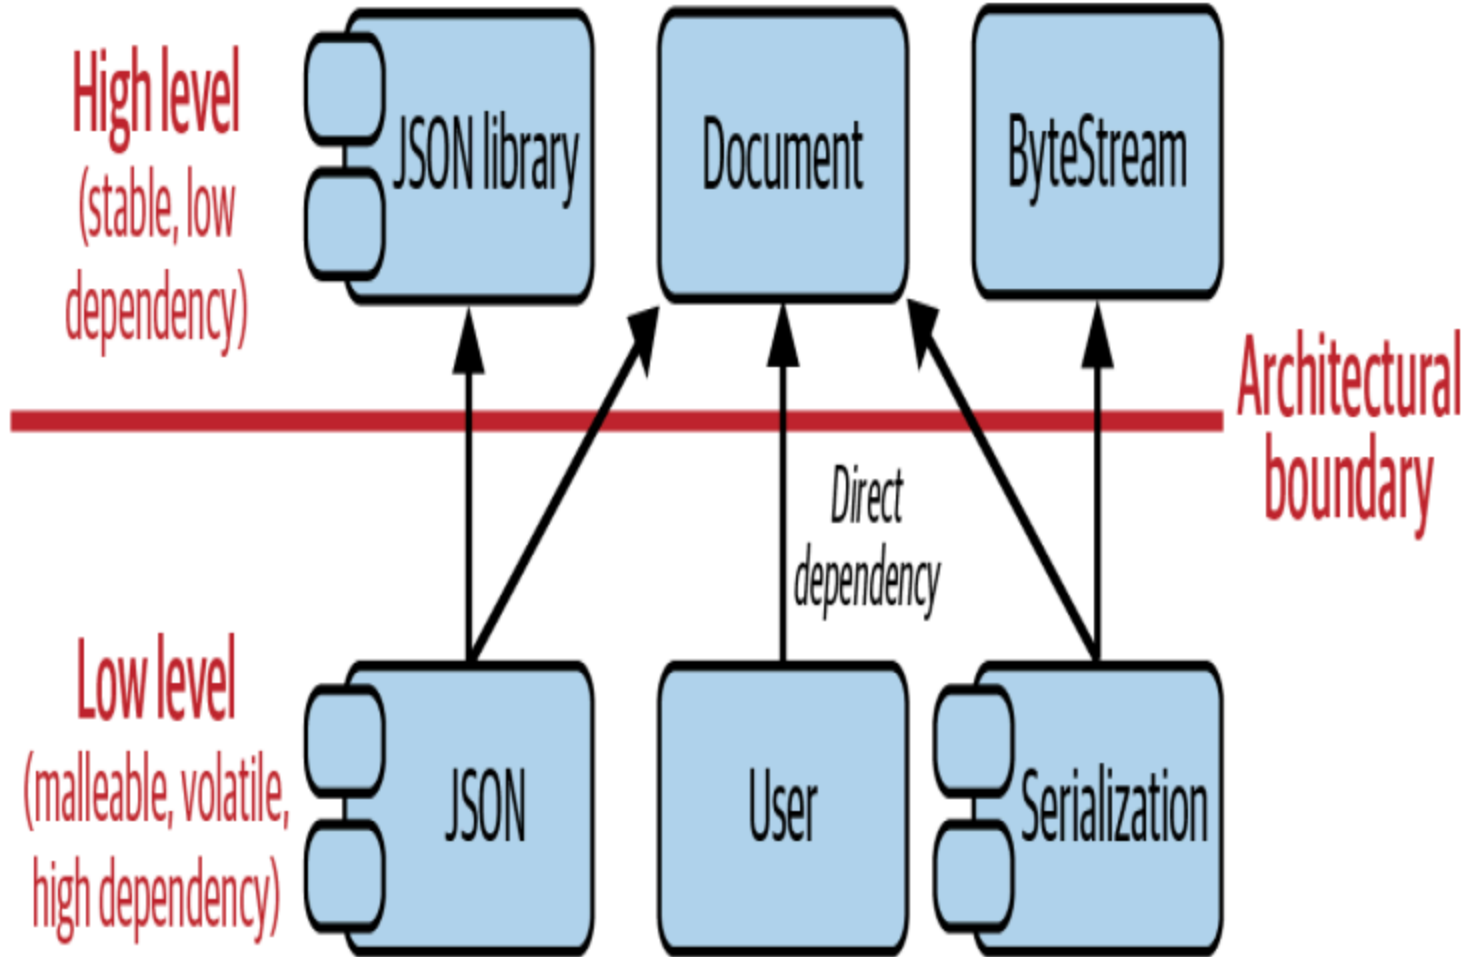 High level
(stable, low
dependency)
JSON library
Document
ByteStream
Architectural
boundary
Direct
dependency
Low level
(malleable, volatile,
high dependency)
JSON
User
Serialization